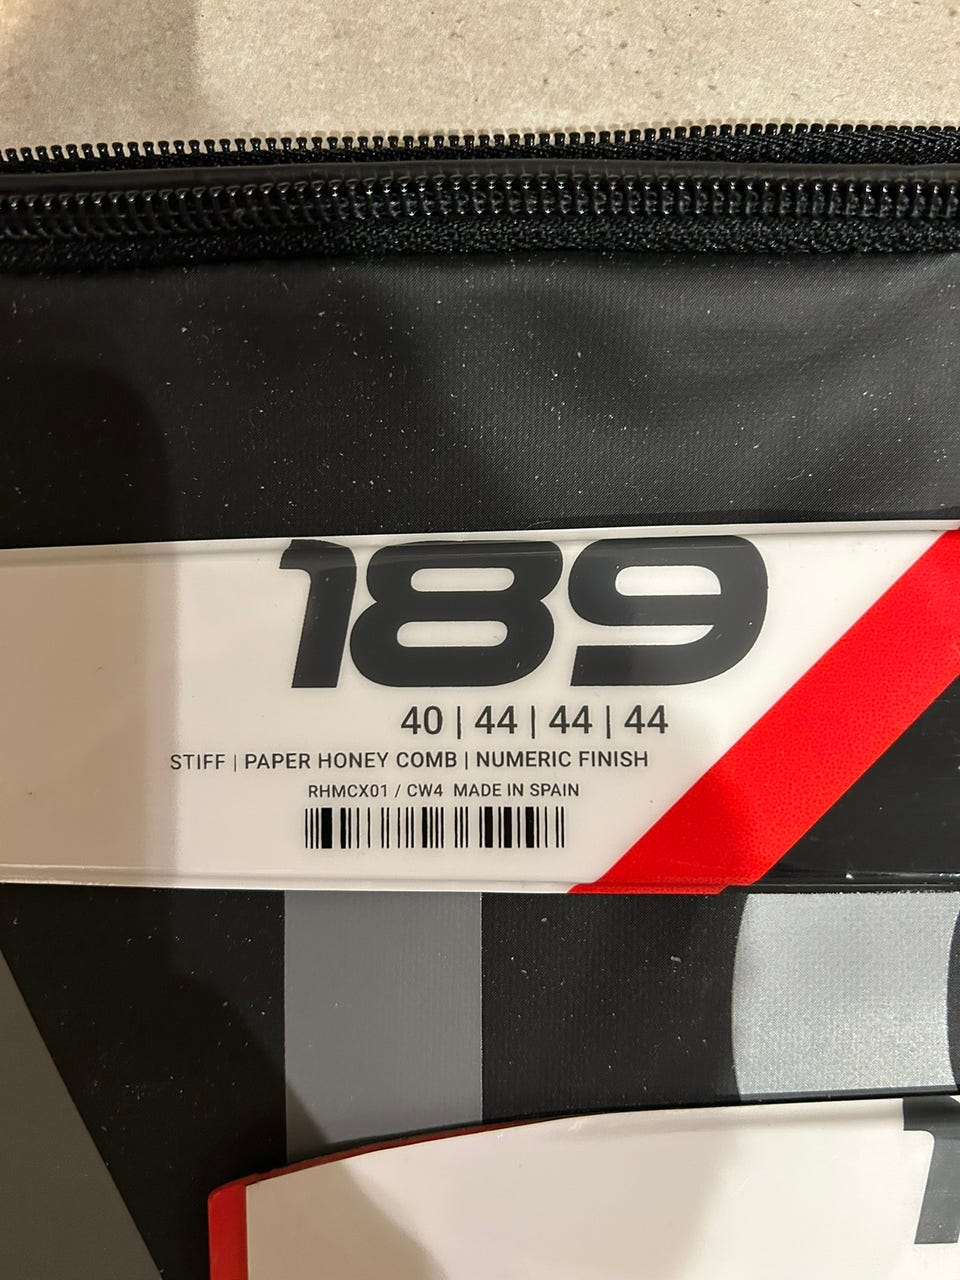 189
40 | 44 | 44 | 44
STIFF | PAPER HONEY COMB | NUMERIC FINISH
RHMCX01 / CW4 MADE IN SPAIN